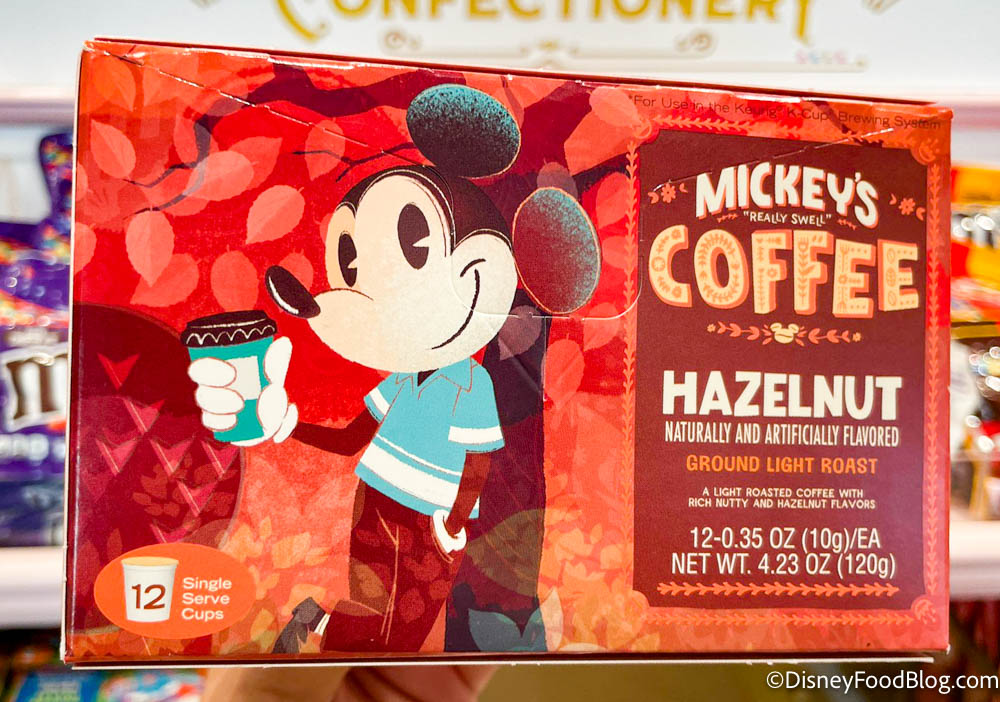 CONFECTIONERY
*For Use in the Keurig® K-Cup® Brewing System
MICKEY'S
"REALLY SWELL"
COFFEE
HAZELNUT
NATURALLY AND ARTIFICIALLY FLAVORED
GROUND LIGHT ROAST
A LIGHT ROASTED COFFEE WITH
RICH NUTTY AND HAZELNUT FLAVORS
12-0.35 OZ (10g)/EA
NET WT. 4.23 OZ (120g)
12
Single
Serve
Cups
m
©DisneyFoodBlog.com